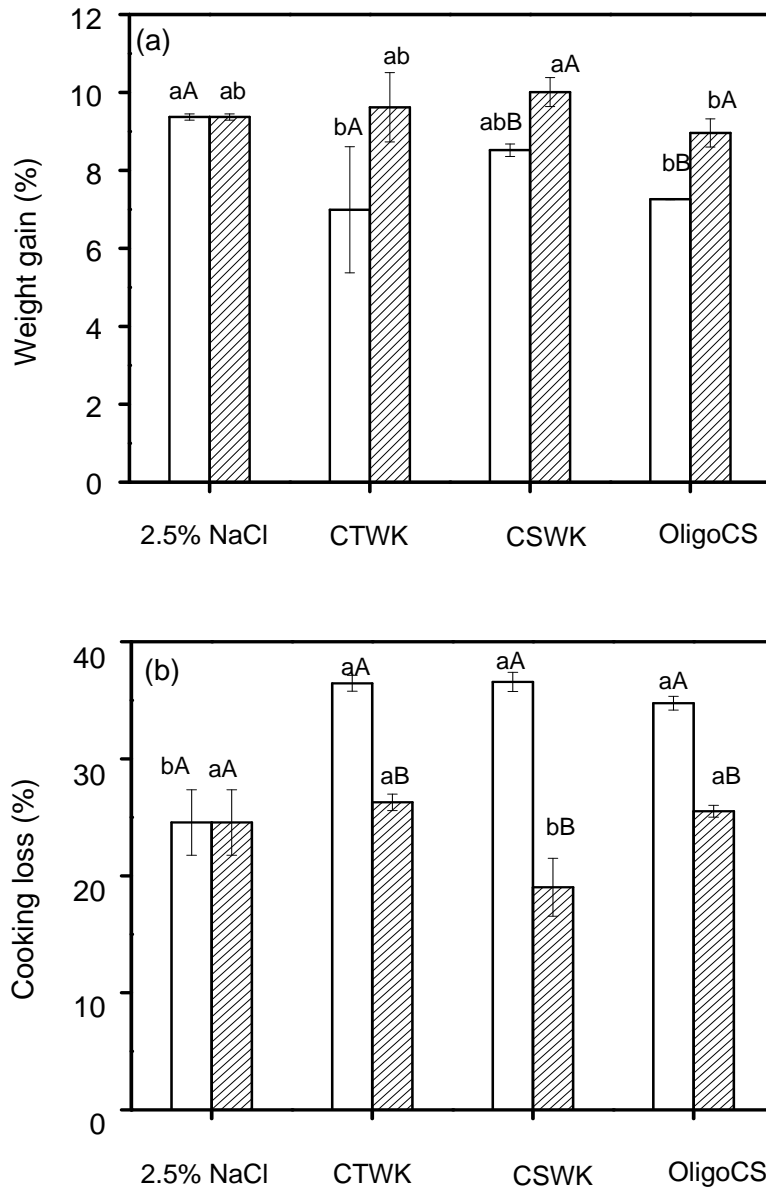 (a)
Weight gain (%)
12
10
8
6
4
2
0
aA
ab
bA
ab
abB
aA
bB
bA
2.5% NaCl
CTWK
CSWK
OligoCS
(b)
Cooking loss (%)
40
30
20
10
0
bA
aA
aA
aB
aA
bB
aA
aB
2.5% NaCl
CTWK
CSWK
OligoCS